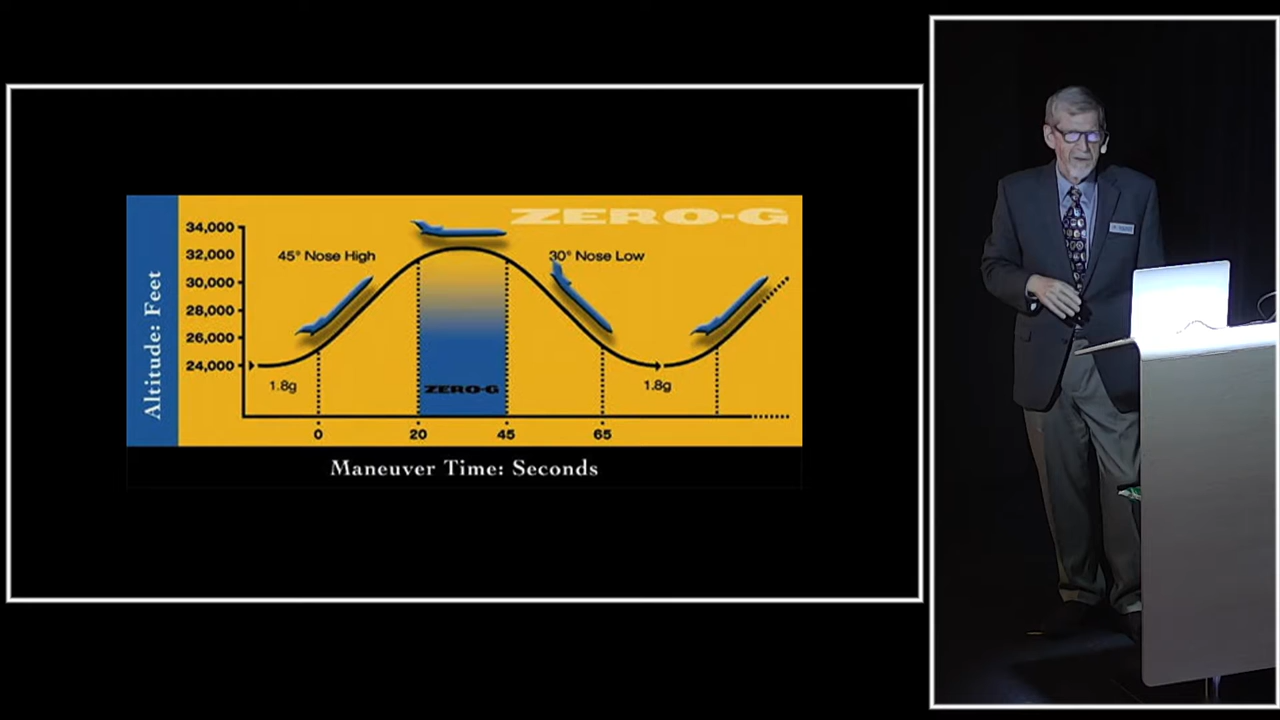 ZERO-G
34,000
32,000
30,000
28,000
26,000
24,000
Altitude: Feet
45° Nose High
30° Nose Low
1.8g
1.8g
ZERO-G
0
20
45
65
Maneuver Time: Seconds